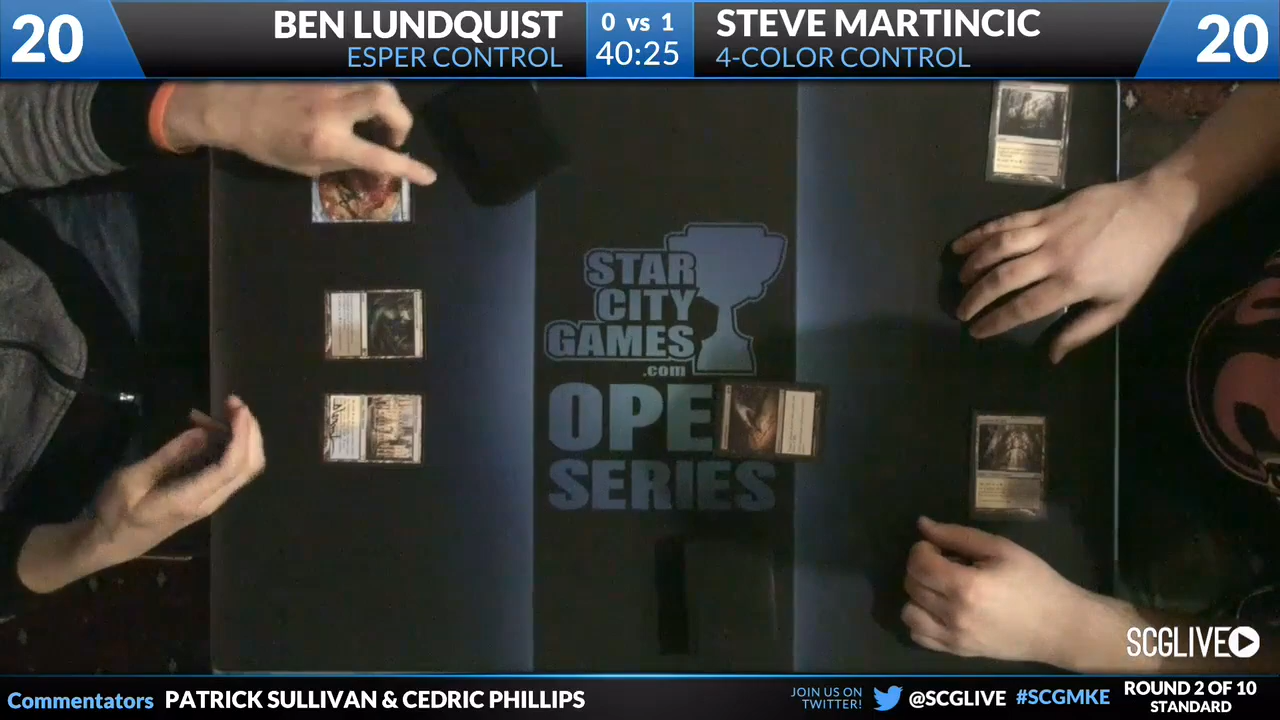 20
BEN LUNDQUIST
ESPER CONTROL
0 vs 1
40:25
STEVE MARTINCIC
4-COLOR CONTROL
20
STAR
CITY
GAMES
.com
OPE
SERIES
SCGLIVE
Commentators PATRICK SULLIVAN & CEDRIC PHILLIPS
JOIN US ON
TWITTER!
@SCGLIVE #SCGMKE
ROUND 2 OF 10
STANDARD